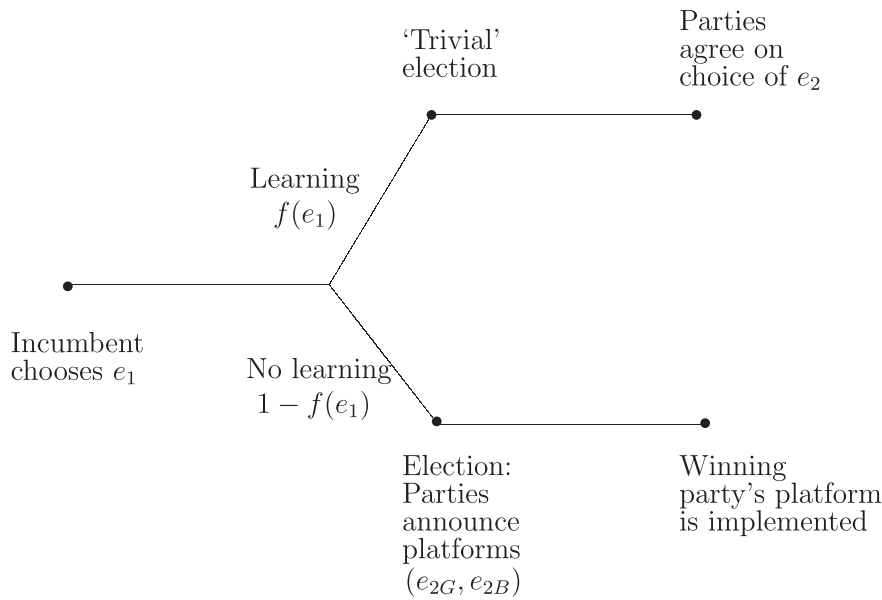 ‘Trivial’
election
Parties
agree on
choice of e₂
Learning
f(e₁)
Incumbent
chooses e₁
No learning
1 − f(e₁)
Election:
Parties
announce
platforms
(e₂G, e₂B)
Winning
party’s platform
is implemented